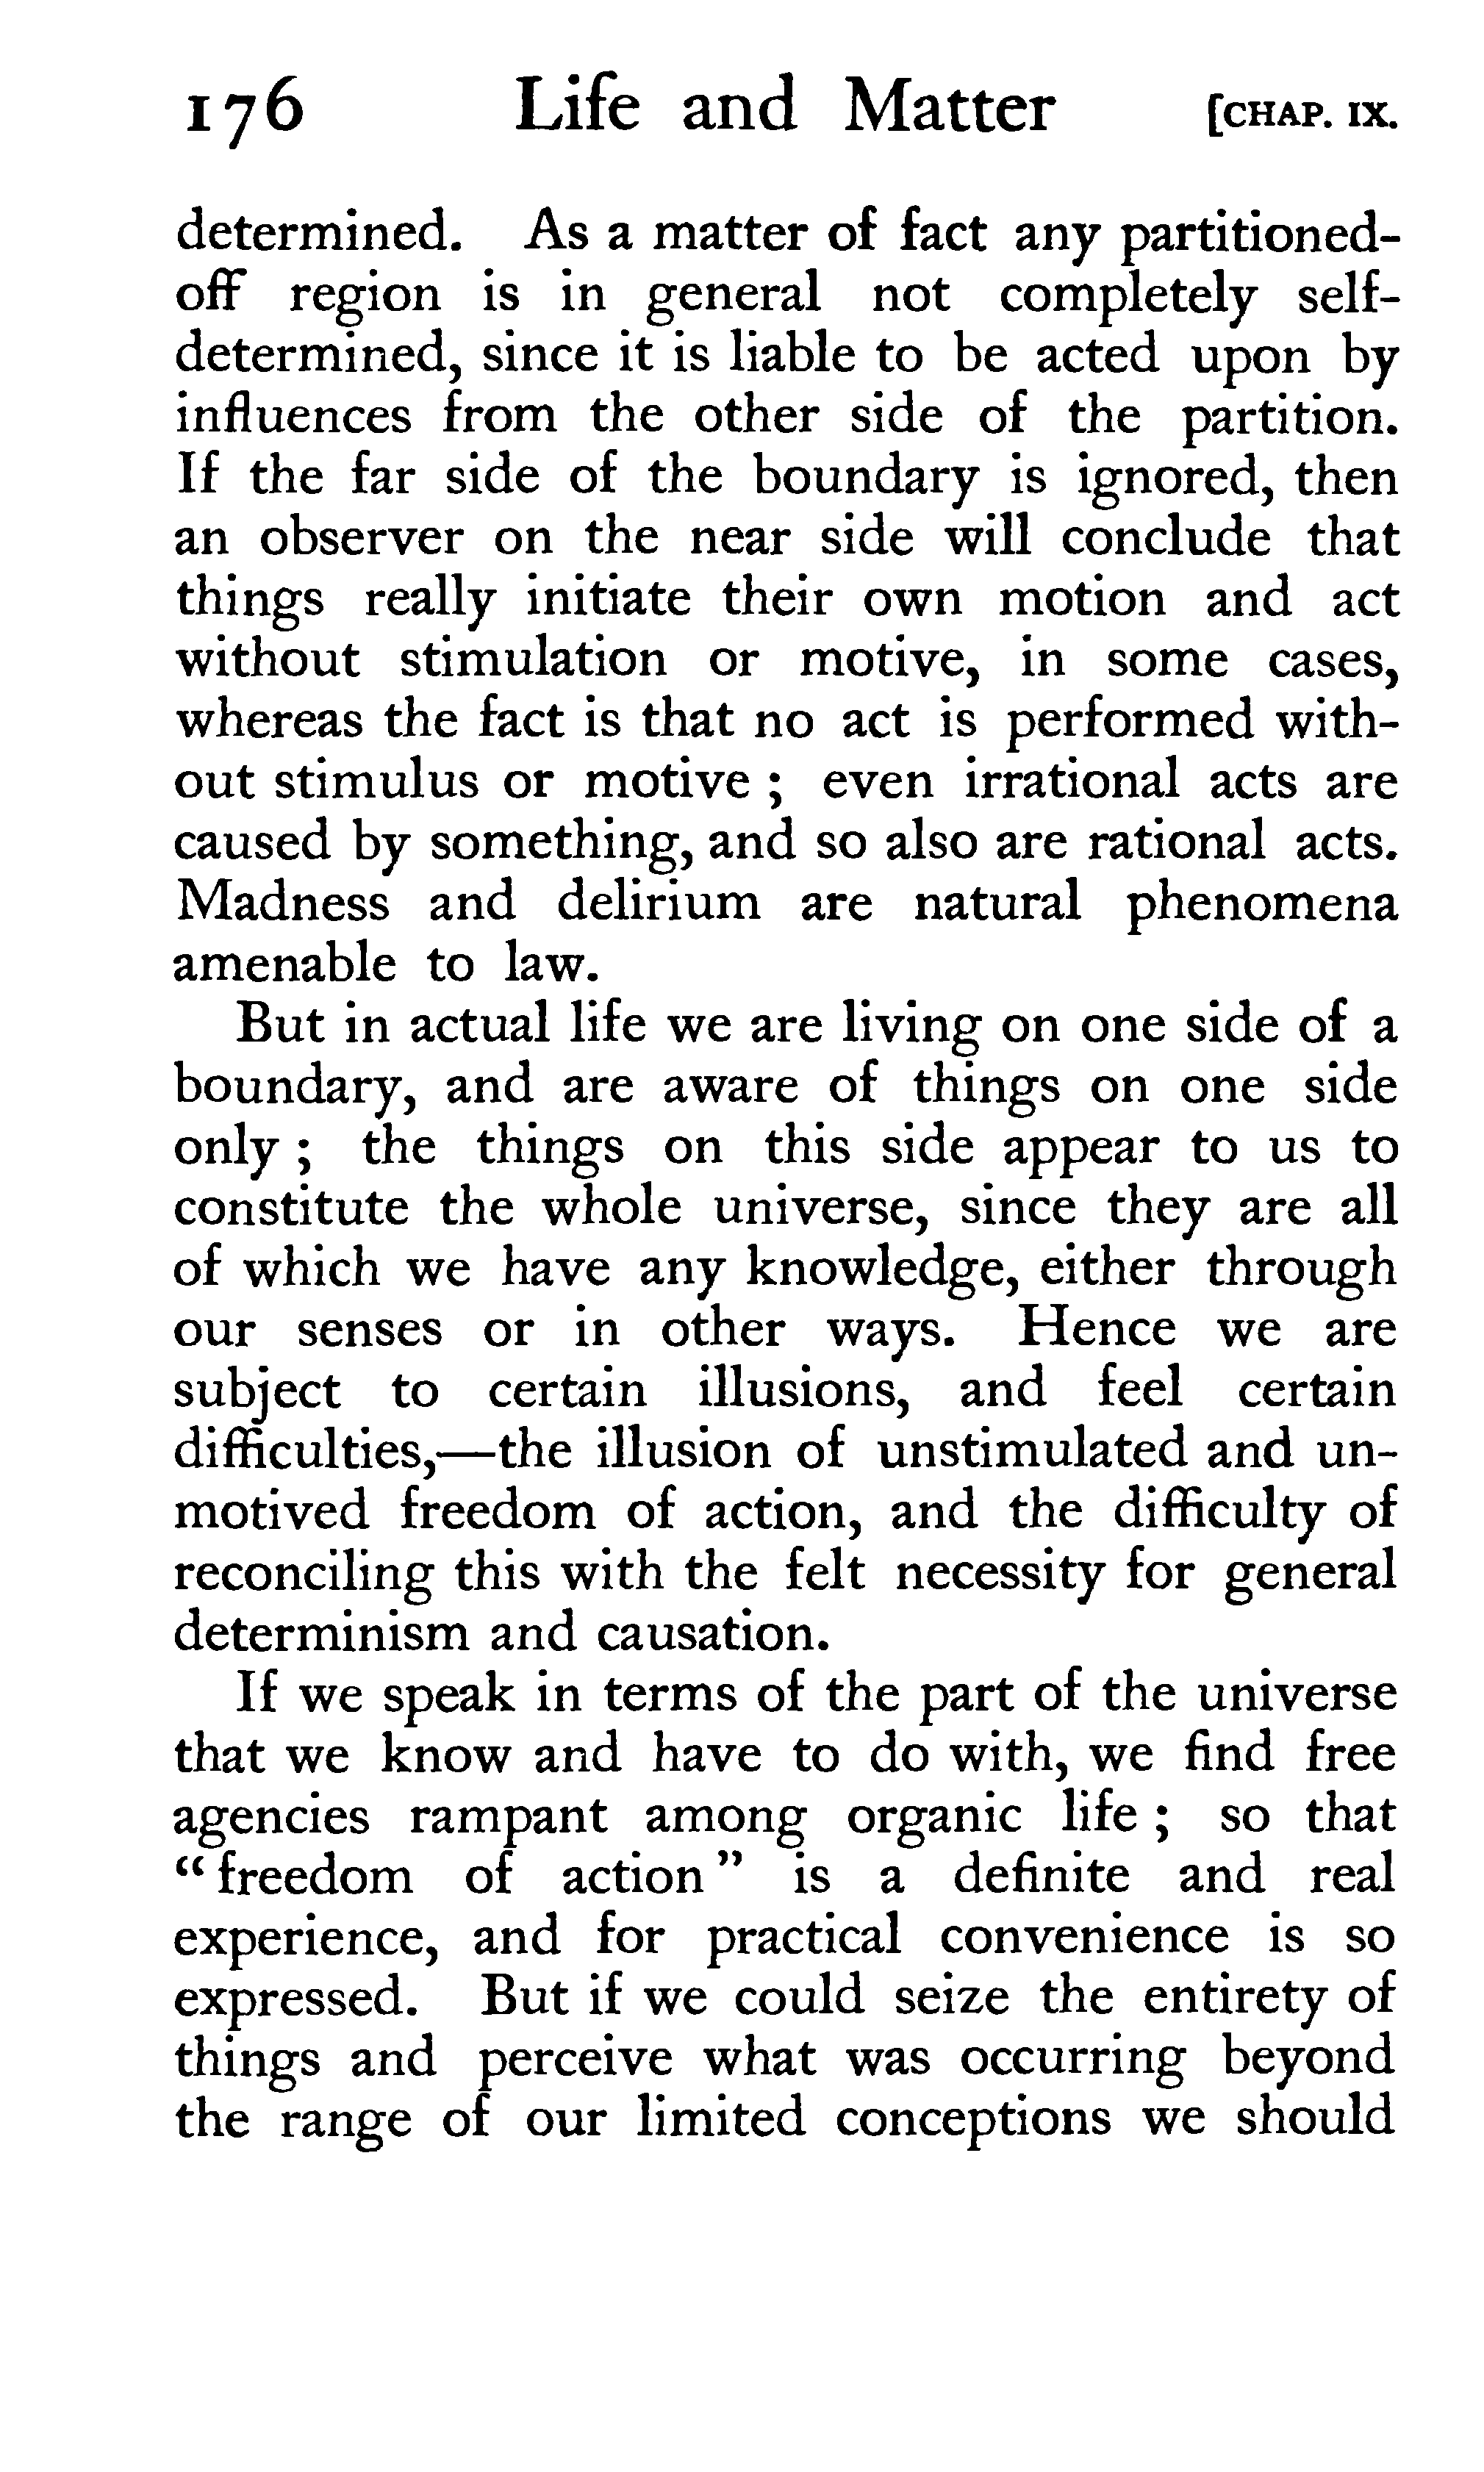 176 Life and Matter [CHAP. IX.
determined. As a matter of fact any partitioned-
off region is in general not completely self-
determined, since it is liable to be acted upon by
influences from the other side of the partition.
If the far side of the boundary is ignored, then
an observer on the near side will conclude that
things really initiate their own motion and act
without stimulation or motive, in some cases,
whereas the fact is that no act is performed with-
out stimulus or motive ; even irrational acts are
caused by something, and so also are rational acts.
Madness and delirium are natural phenomena
amenable to law.
But in actual life we are living on one side of a
boundary, and are aware of things on one side
only ; the things on this side appear to us to
constitute the whole universe, since they are all
of which we have any knowledge, either through
our senses or in other ways. Hence we are
subject to certain illusions, and feel certain
difficulties,—the illusion of unstimulated and un-
motived freedom of action, and the difficulty of
reconciling this with the felt necessity for general
determinism and causation.
If we speak in terms of the part of the universe
that we know and have to do with, we find free
agencies rampant among organic life ; so that
“ freedom of action ” is a definite and real
experience, and for practical convenience is so
expressed. But if we could seize the entirety of
things and perceive what was occurring beyond
the range of our limited conceptions we should